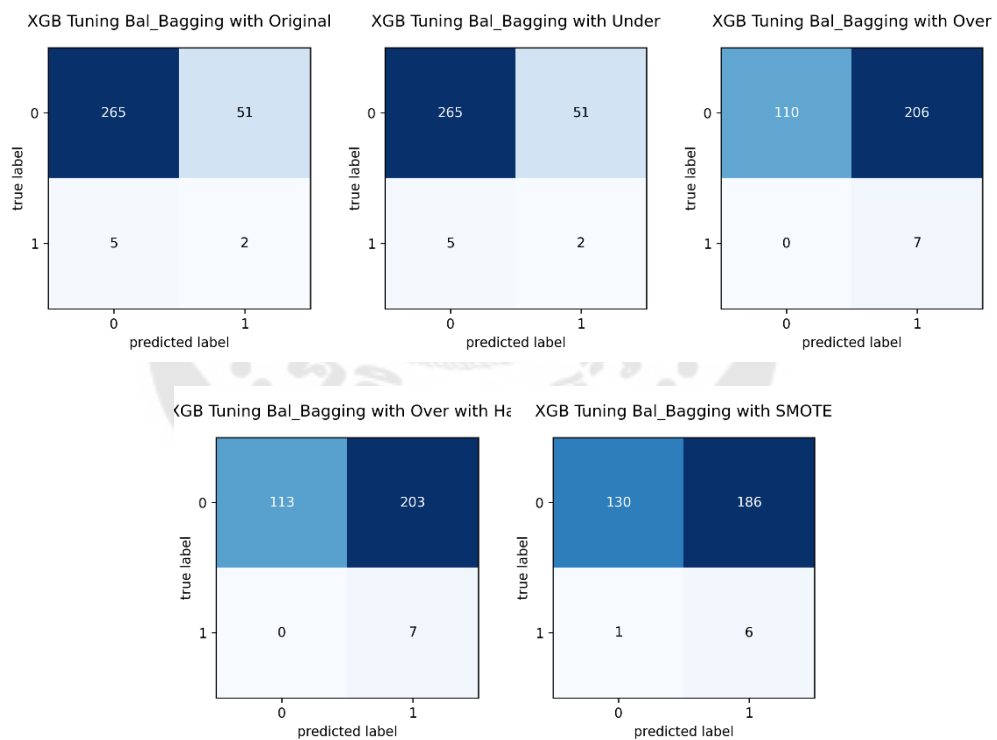 XGB Tuning Bal_Bagging with Original
0
265
51
true label
1
5
2
0
1
predicted label
XGB Tuning Bal_Bagging with Under
0
265
51
true label
1
5
2
0
1
predicted label
XGB Tuning Bal_Bagging with Over
0
110
206
true label
1
0
7
0
1
predicted label
XGB Tuning Bal_Bagging with Over with Ha
0
113
203
true label
1
0
7
0
1
predicted label
XGB Tuning Bal_Bagging with SMOTE
0
130
186
true label
1
1
6
0
1
predicted label